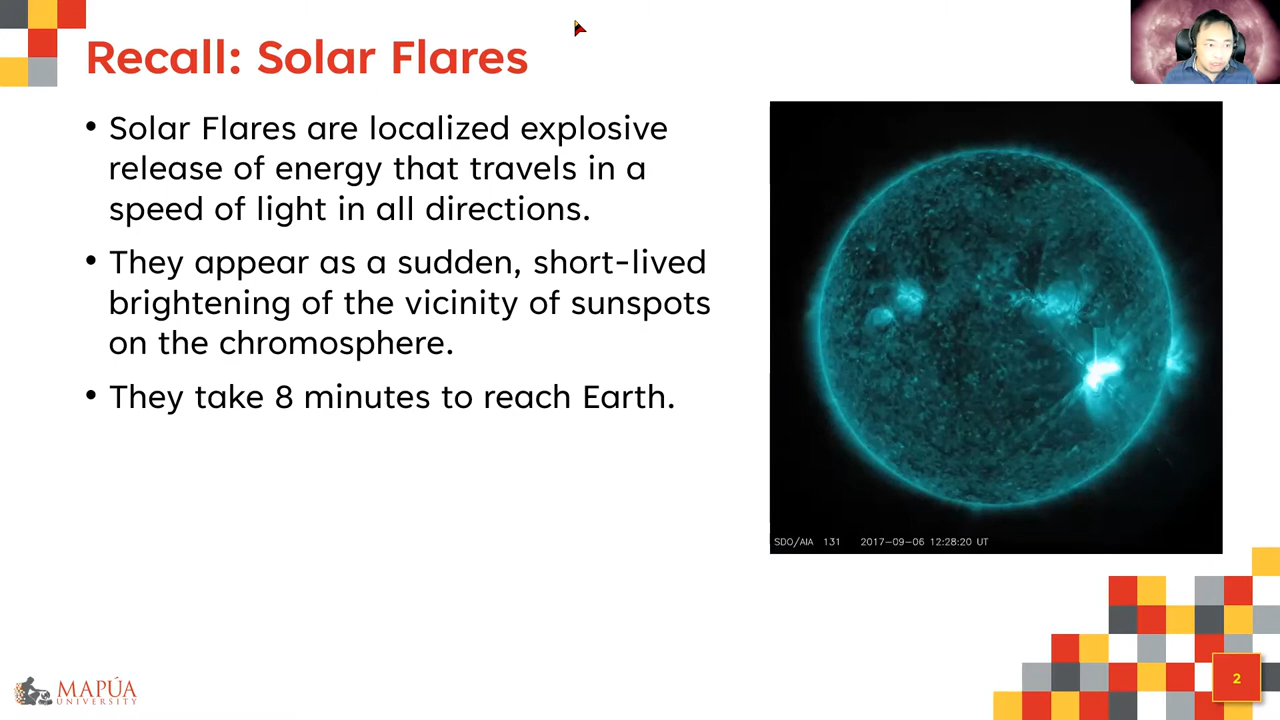 Recall: Solar Flares
• Solar Flares are localized explosive
release of energy that travels in a
speed of light in all directions.
• They appear as a sudden, short-lived
brightening of the vicinity of sunspots
on the chromosphere.
• They take 8 minutes to reach Earth.
SDO/AIA 131 2017-09-06 12:28:20 UT
MAPÚA
UNIVERSITY
2